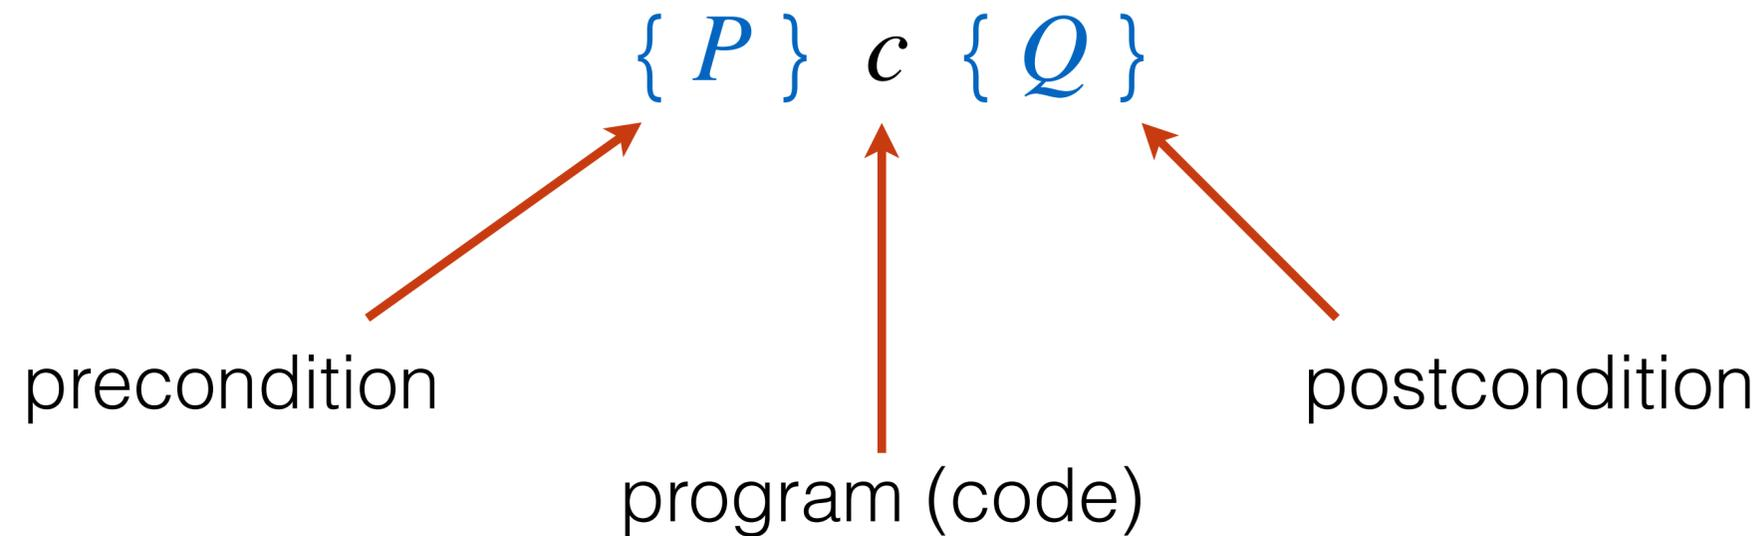 { P } c { Q }
precondition
postcondition
program (code)